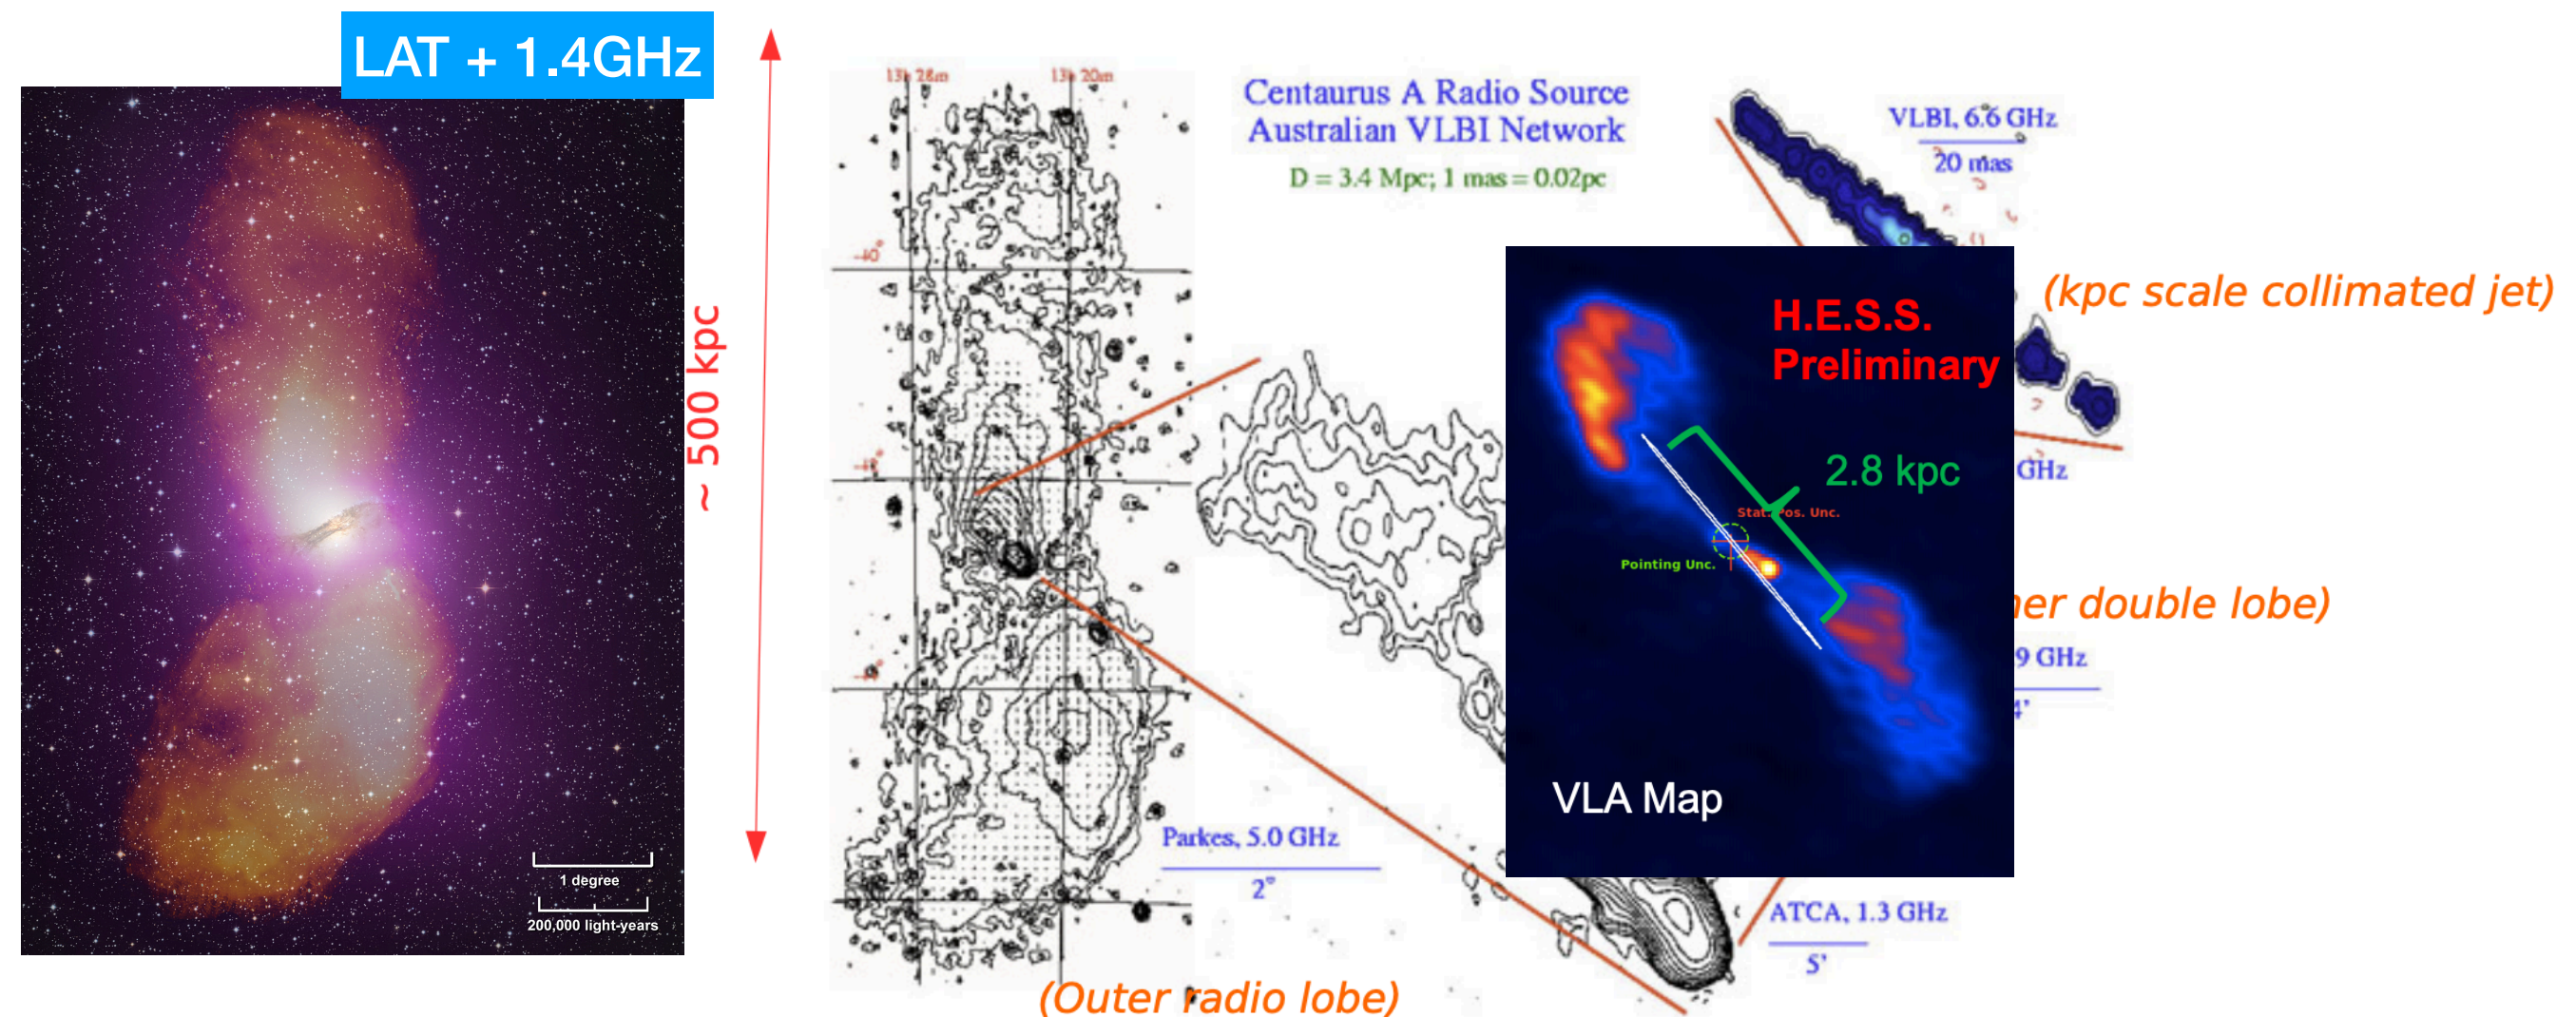 LAT + 1.4GHz
1 degree
200,000 light-years
~ 500 kpc
13h 28m
13h 20m
-40°
Centaurus A Radio Source
Australian VLBI Network
D = 3.4 Mpc; 1 mas = 0.02pc
VLBI, 6.6 GHz
20 mas
(kpc scale collimated jet)
GHz
H.E.S.S.
Preliminary
2.8 kpc
Stat. Pos. Unc.
Pointing Unc.
VLA Map
ner double lobe)
9 GHz
4'
Parkes, 5.0 GHz
2°
ATCA, 1.3 GHz
5'
(Outer radio lobe)